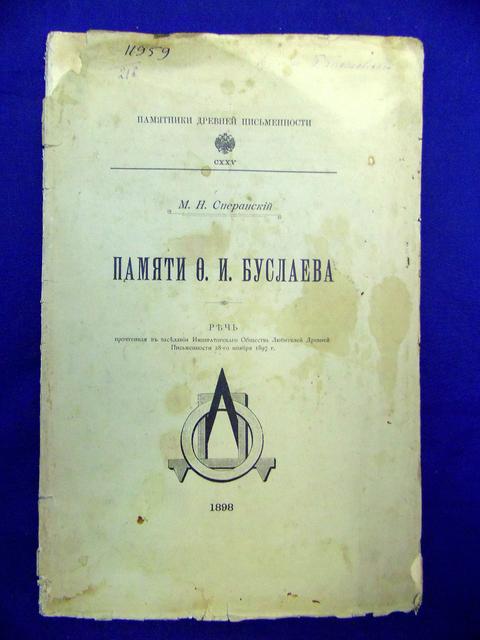 11959
216
ПАМЯТНИКИ ДРЕВНЕЙ ПИСЬМЕННОСТИ
CXXV
М. Н. Сперанскій
ПАМЯТИ Ѳ. И. БУСЛАЕВА
РѢЧЬ
прочтенная въ засѣданіи Императорскаго Общества Любителей Древней
Письменности 28-го ноября 1897 г.
1898